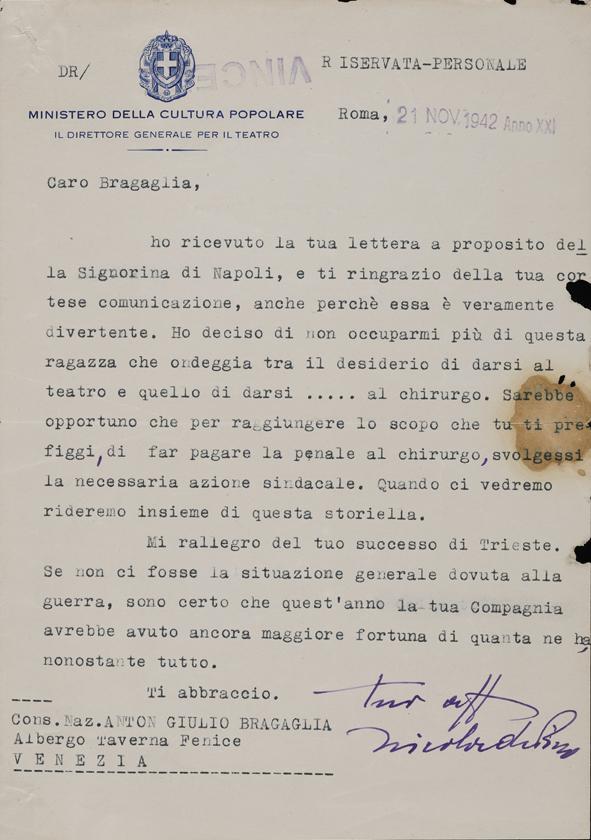 DR/
VINCE
RISERVATA-PERSONALE
MINISTERO DELLA CULTURA POPOLARE
IL DIRETTORE GENERALE PER IL TEATRO
Roma, 21 NOV. 1942 Anno XXI
Caro Bragaglia,
ho ricevuto la tua lettera a proposito del
la Signorina di Napoli, e ti ringrazio della tua cor
tese comunicazione, anche perchè essa è veramente
divertente. Ho deciso di non occuparmi più di questa
ragazza che ondeggia tra il desiderio di darsi al
teatro e quello di darsi ..... al chirurgo. Sarebbe
opportuno che per raggiungere lo scopo che tu ti pre
figgi, di far pagare la penale al chirurgo, svolgessi
la necessaria azione sindacale. Quando ci vedremo
rideremo insieme di questa storiella.
Mi rallegro del tuo successo di Trieste.
Se non ci fosse la situazione generale dovuta alla
guerra, sono certo che quest'anno la tua Compagnia
avrebbe avuto ancora maggiore fortuna di quanta ne ha,
nonostante tutto.
Ti abbraccio.
tuo aff
Cons.Naz.ANTON GIULIO BRAGAGLIA
Albergo Taverna Fenice
VENEZIA